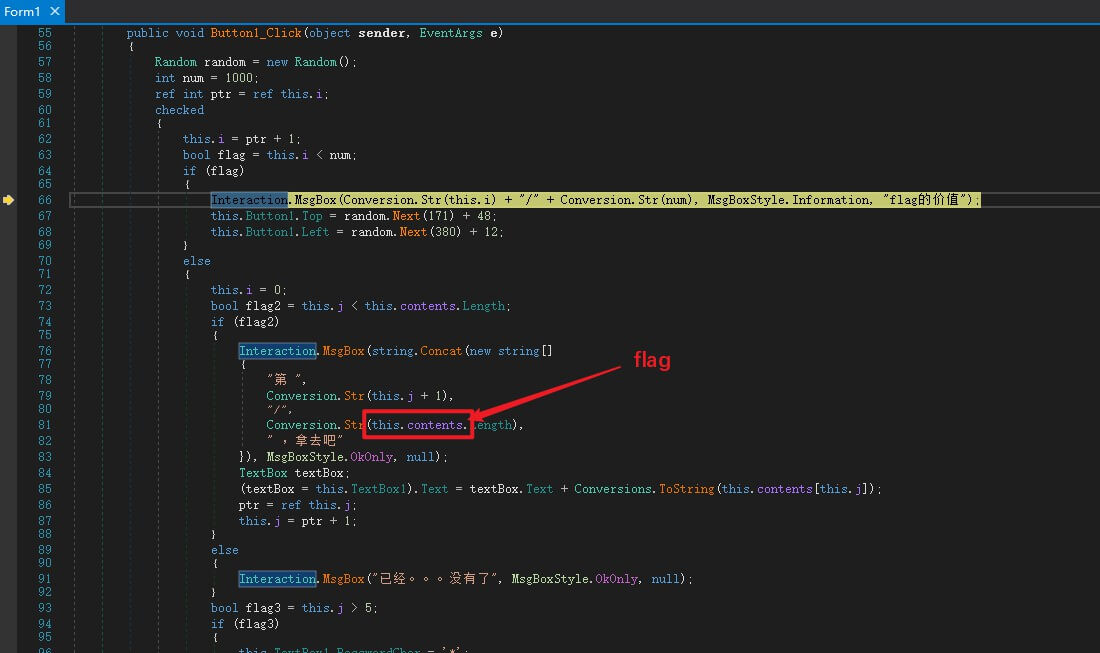 Form1 ✕
55 public void Button1_Click(object sender, EventArgs e)
56 {
57 Random random = new Random();
58 int num = 1000;
59 ref int ptr = ref this.i;
60 checked
61 {
62 this.i = ptr + 1;
63 bool flag = this.i < num;
64 if (flag)
65 {
66 Interaction.MsgBox(Conversion.Str(this.i) + "/" + Conversion.Str(num), MsgBoxStyle.Information, "flag的价值");
67 this.Button1.Top = random.Next(171) + 48;
68 this.Button1.Left = random.Next(380) + 12;
69 }
70 else
71 {
72 this.i = 0;
73 bool flag2 = this.j < this.contents.Length;
74 if (flag2)
75 {
76 Interaction.MsgBox(string.Concat(new string[]
flag
77 {
78 "第 ",
79 Conversion.Str(this.j + 1),
80 "/",
81 Conversion.Str(this.contents.Length),
82 " ，拿去吧"
83 }), MsgBoxStyle.OkOnly, null);
84 TextBox textBox;
85 (textBox = this.TextBox1).Text = textBox.Text + Conversions.ToString(this.contents[this.j]);
86 ptr = ref this.j;
87 this.j = ptr + 1;
88 }
89 else
90 {
91 Interaction.MsgBox("已经。。。没有了", MsgBoxStyle.OkOnly, null);
92 }
93 bool flag3 = this.j > 5;
94 if (flag3)
95 {
96 this.TextBox1.PasswordChar = '*';